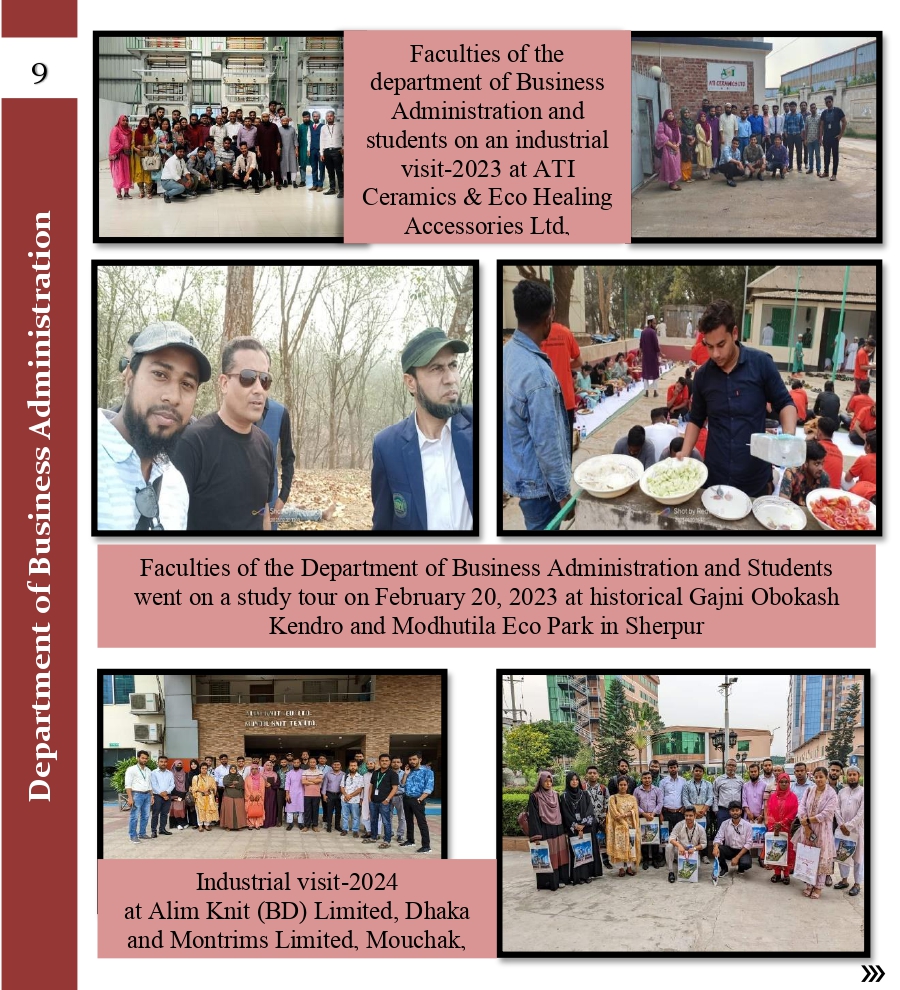 9
Department of Business Administration
Faculties of the
department of Business
Administration and
students on an industrial
visit-2023 at ATI
Ceramics & Eco Healing
Accessories Ltd,
ATI CERAMICS LTD
Faculties of the Department of Business Administration and Students
went on a study tour on February 20, 2023 at historical Gajni Obokash
Kendro and Modhutila Eco Park in Sherpur
Industrial visit-2024
at Alim Knit (BD) Limited, Dhaka
and Montrims Limited, Mouchak,